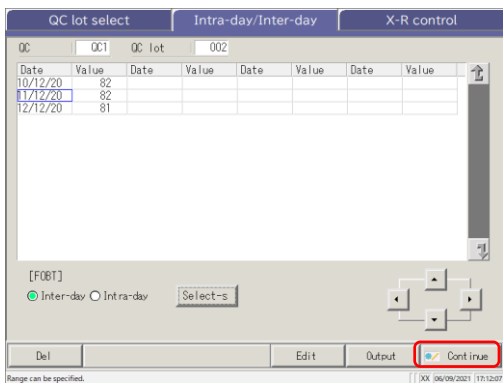 QC lot select Intra-day/Inter-day X-R control
QC QC1 QC lot 002
Date Value Date Value Date Value Date Value
10/12/20 82
11/12/20 82
12/12/20 81
[FOBT]
Inter-day Intra-day Select-s
Del Edit Output Continue
Range can be specified. XX 06/09/2021 17:12:07